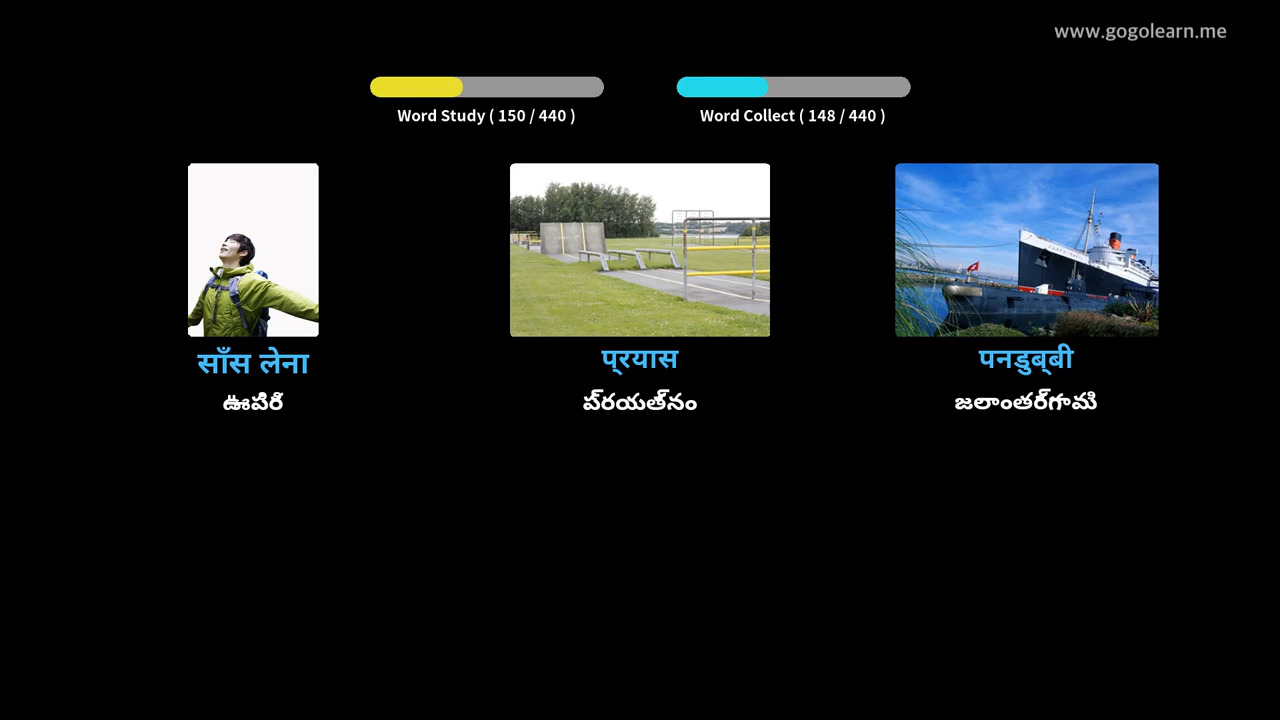 www.gogolearn.me
Word Study ( 150 / 440 )
Word Collect ( 148 / 440 )
साँस लेना
ఊపిరి
प्रयास
ప్రయత్నం
पनडुब्बी
జలాంతర్గామి